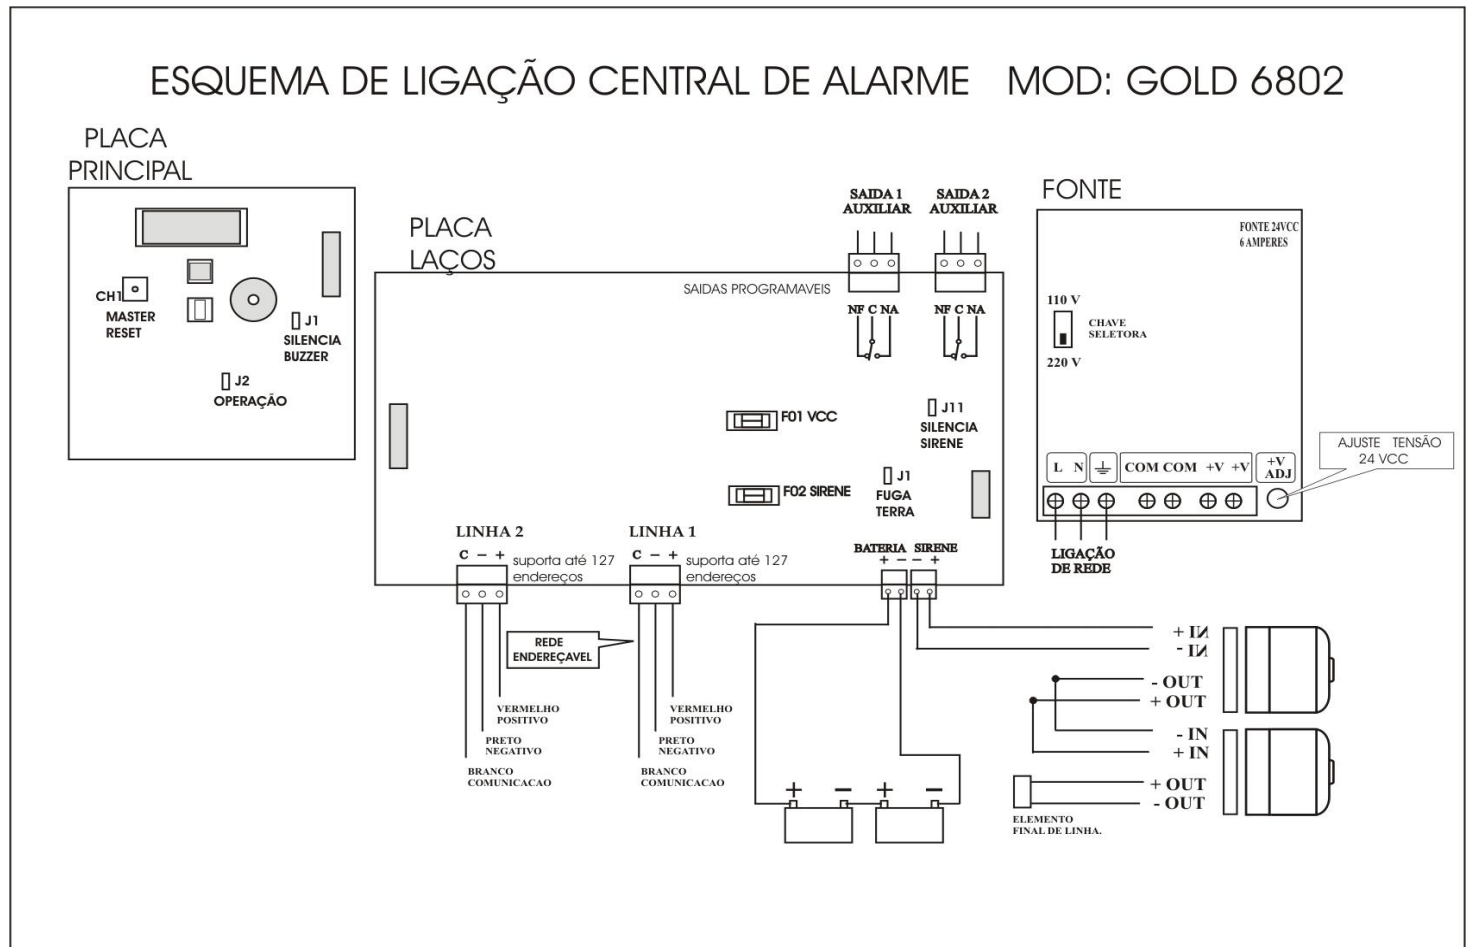 ESQUEMA DE LIGAÇÃO CENTRAL DE ALARME MOD: GOLD 6802
PLACA
PRINCIPAL
CH1
MASTER
RESET
J1
SILENCIA
BUZZER
J2
OPERAÇÃO
PLACA
LAÇOS
SAIDA 1
AUXILIAR
SAIDA 2
AUXILIAR
SAIDAS PROGRAMAVEIS
NF C NA
NF C NA
F01 VCC
F02 SIRENE
J11
SILENCIA
SIRENE
J1
FUGA
TERRA
LINHA 2
C - +
suporta até 127
endereços
LINHA 1
C - +
suporta até 127
endereços
BATERIA SIRENE
+ - - +
REDE
ENDEREÇAVEL
VERMELHO
POSITIVO
PRETO
NEGATIVO
BRANCO
COMUNICACAO
VERMELHO
POSITIVO
PRETO
NEGATIVO
BRANCO
COMUNICACAO
+ - + -
FONTE
FONTE 24VCC
6 AMPERES
110 V
CHAVE
SELETORA
220 V
L N COM COM +V +V
+V
ADJ
AJUSTE TENSÃO
24 VCC
LIGAÇÃO
DE REDE
+ IN
- IN
- OUT
+ OUT
- IN
+ IN
+ OUT
- OUT
ELEMENTO
FINAL DE LINHA.